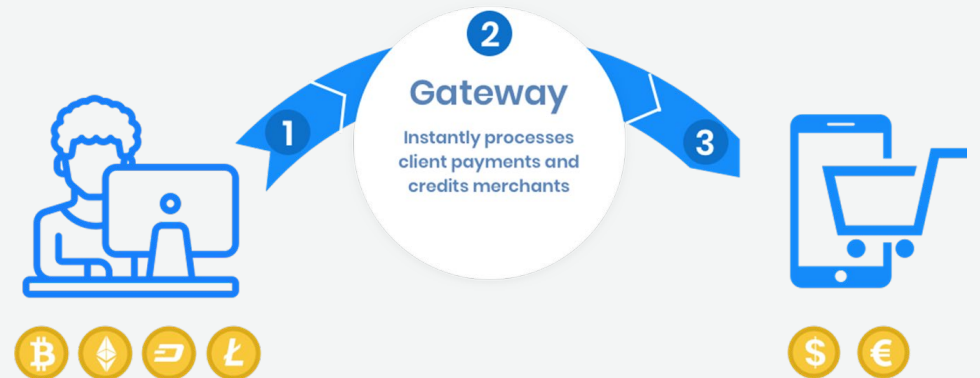 2
Gateway
1
Instantly processes
client payments and
credits merchants
3
$ €